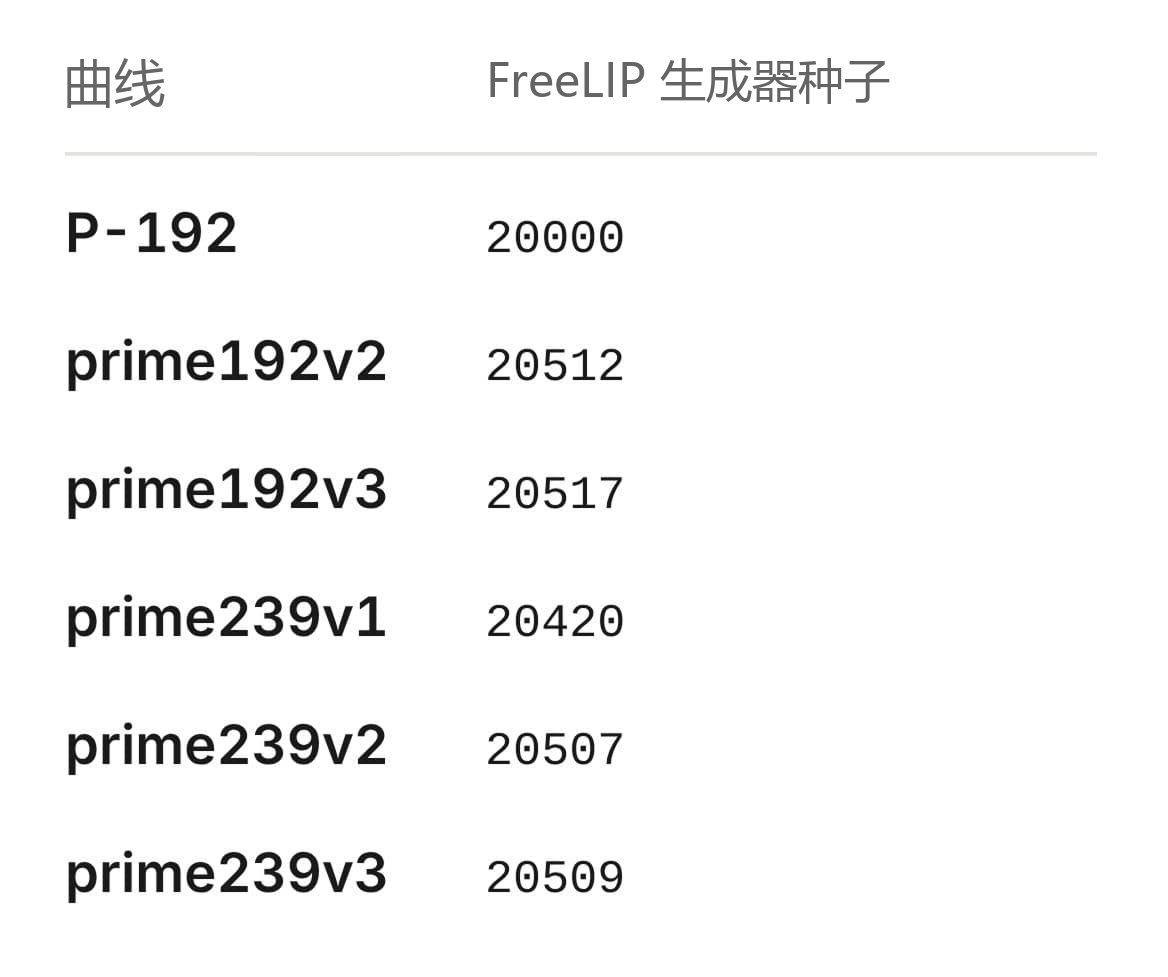 曲线 FreeLIP 生成器种子
P-192 20000
prime192v2 20512
prime192v3 20517
prime239v1 20420
prime239v2 20507
prime239v3 20509